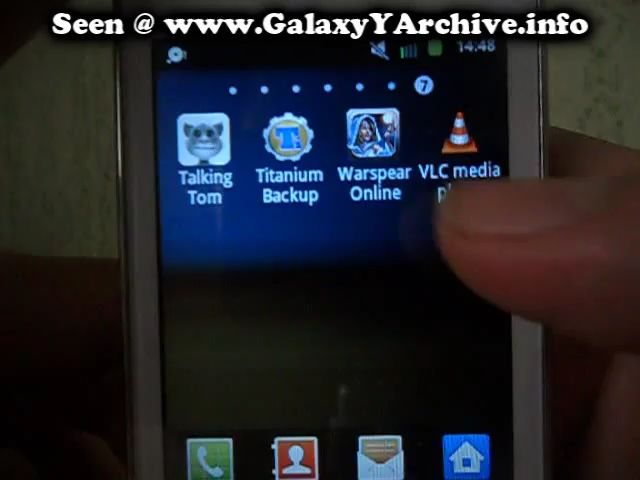 Seen @ www.GalaxyYArchive.info
14:48
7
Talking Tom
Titanium Backup
Warspear Online
VLC media